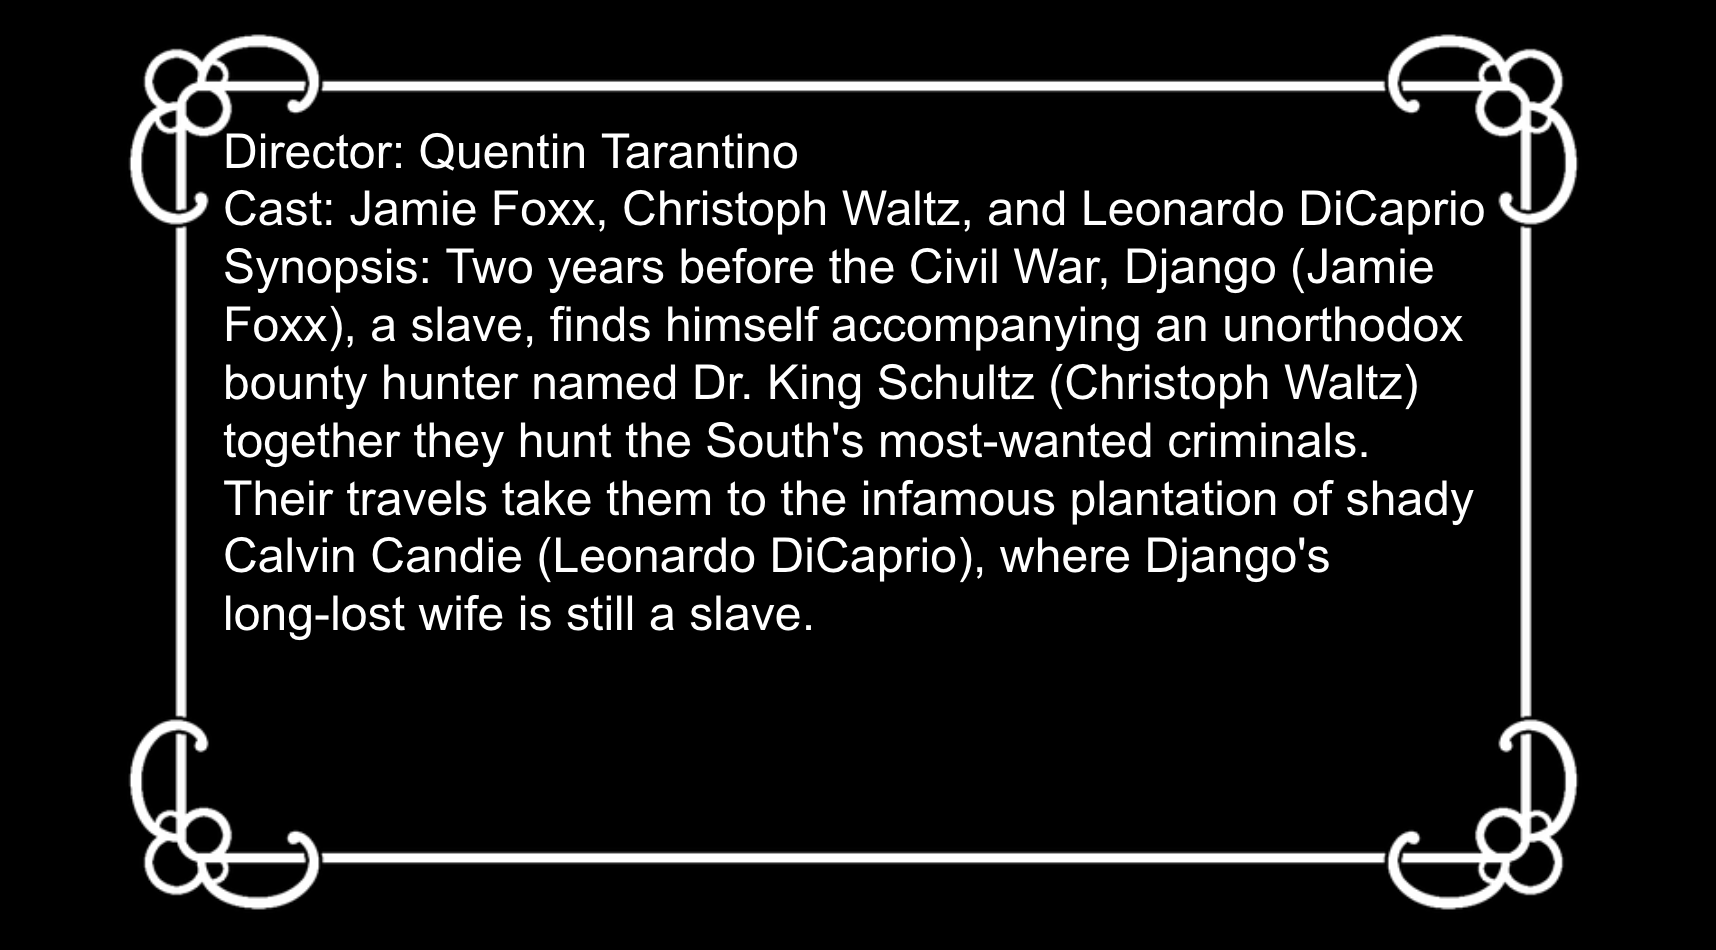 Director: Quentin Tarantino
Cast: Jamie Foxx, Christoph Waltz, and Leonardo DiCaprio
Synopsis: Two years before the Civil War, Django (Jamie
Foxx), a slave, finds himself accompanying an unorthodox
bounty hunter named Dr. King Schultz (Christoph Waltz)
together they hunt the South's most-wanted criminals.
Their travels take them to the infamous plantation of shady
Calvin Candie (Leonardo DiCaprio), where Django's
long-lost wife is still a slave.